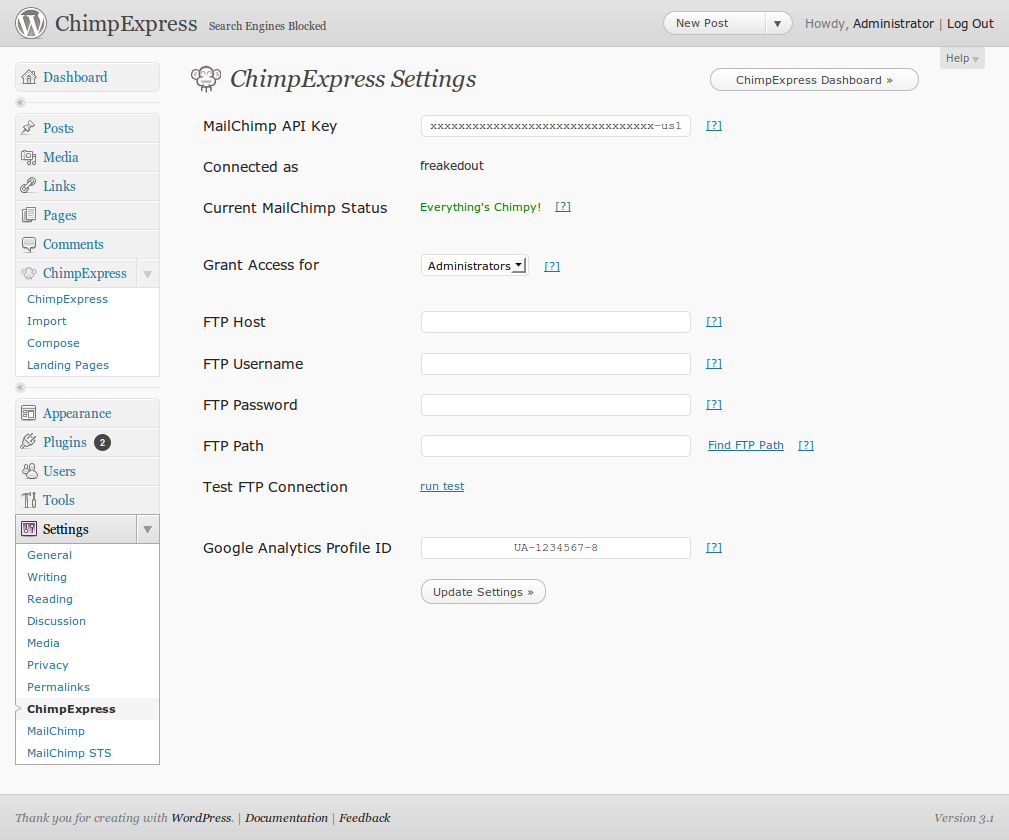 ChimpExpress Search Engines Blocked New Post Howdy, Administrator | Log Out
Help
Dashboard
Posts
Media
Links
Pages
Comments
ChimpExpress
ChimpExpress
Import
Compose
Landing Pages
Appearance
Plugins 2
Users
Tools
Settings
General
Writing
Reading
Discussion
Media
Privacy
Permalinks
ChimpExpress
MailChimp
MailChimp STS
ChimpExpress Settings ChimpExpress Dashboard »
MailChimp API Key xxxxxxxxxxxxxxxxxxxxxxxxxxxxxxxx-us1 [?]
Connected as freakedout
Current MailChimp Status Everything's Chimpy! [?]
Grant Access for Administrators [?]
FTP Host [?]
FTP Username [?]
FTP Password [?]
FTP Path Find FTP Path [?]
Test FTP Connection run test
Google Analytics Profile ID UA-1234567-8 [?]
Update Settings »
Thank you for creating with WordPress. | Documentation | Feedback Version 3.1